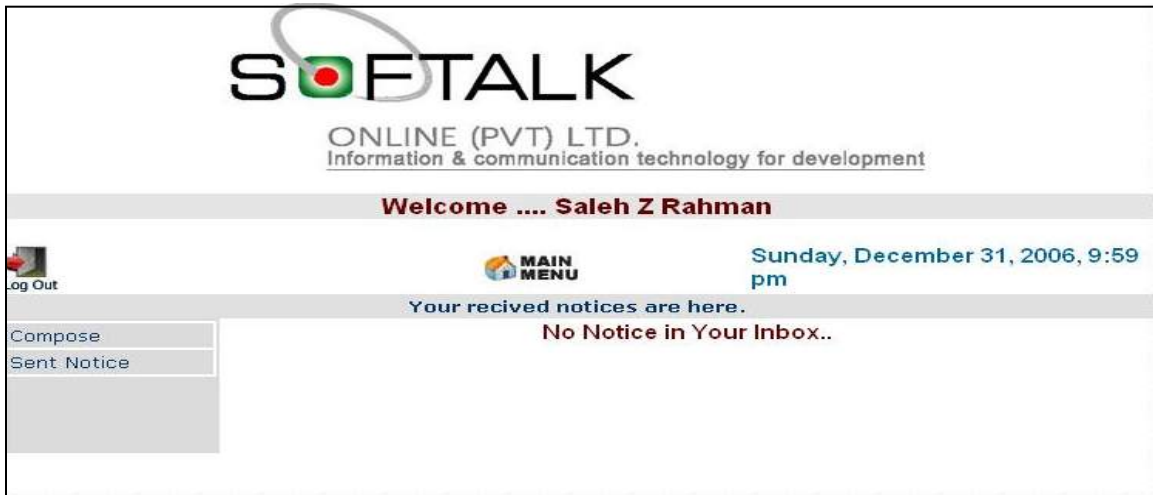 SOFTALK
ONLINE (PVT) LTD.
Information & communication technology for development
Welcome .... Saleh Z Rahman
Log Out
MAIN
MENU
Sunday, December 31, 2006, 9:59
pm
Your recived notices are here.
Compose
No Notice in Your Inbox..
Sent Notice